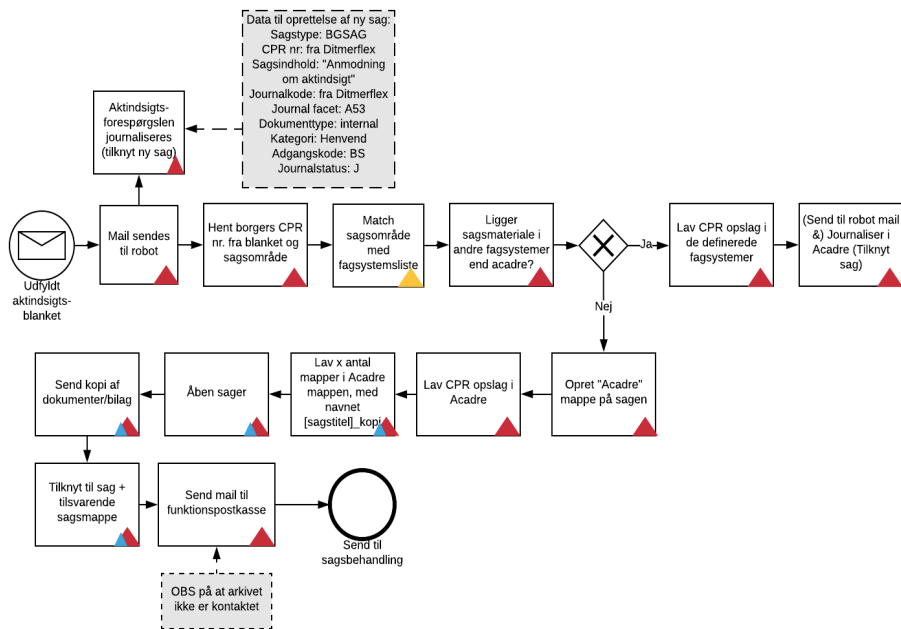 Data til oprettelse af ny sag:
Sagstype: BGSAG
CPR nr: fra Ditmerflex
Sagsindhold: "Anmodning
om aktindsigt"
Journalkode: fra Ditmerflex
Journal facet: A53
Dokumenttype: internal
Kategori: Henvend
Adgangskode: BS
Journalstatus: J
Aktindsigts-
forespørgslen
journaliseres
(tilknyt ny sag)
Udfyldt
aktindsigts-
blanket
Mail sendes
til robot
Hent borgers CPR
nr. fra blanket og
sagsområde
Match
sagsområde
med
fagsystemsliste
Ligger
sagsmateriale i
andre fagsystemer
end acadre?
Ja
Nej
Lav CPR opslag i
de definerede
fagsystemer
(Send til robot mail
&) Journaliser i
Acadre (Tilknyt
sag)
Opret "Acadre"
mappe på sagen
Lav CPR opslag i
Acadre
Lav x antal
mapper i Acadre
mappen, med
navnet
[sagstitel]_kopi
Åben sager
Send kopi af
dokumenter/bilag
Tilknyt til sag +
tilsvarende
sagsmappe
Send mail til
funktionspostkasse
Send til
sagsbehandling
OBS på at arkivet
ikke er kontaktet